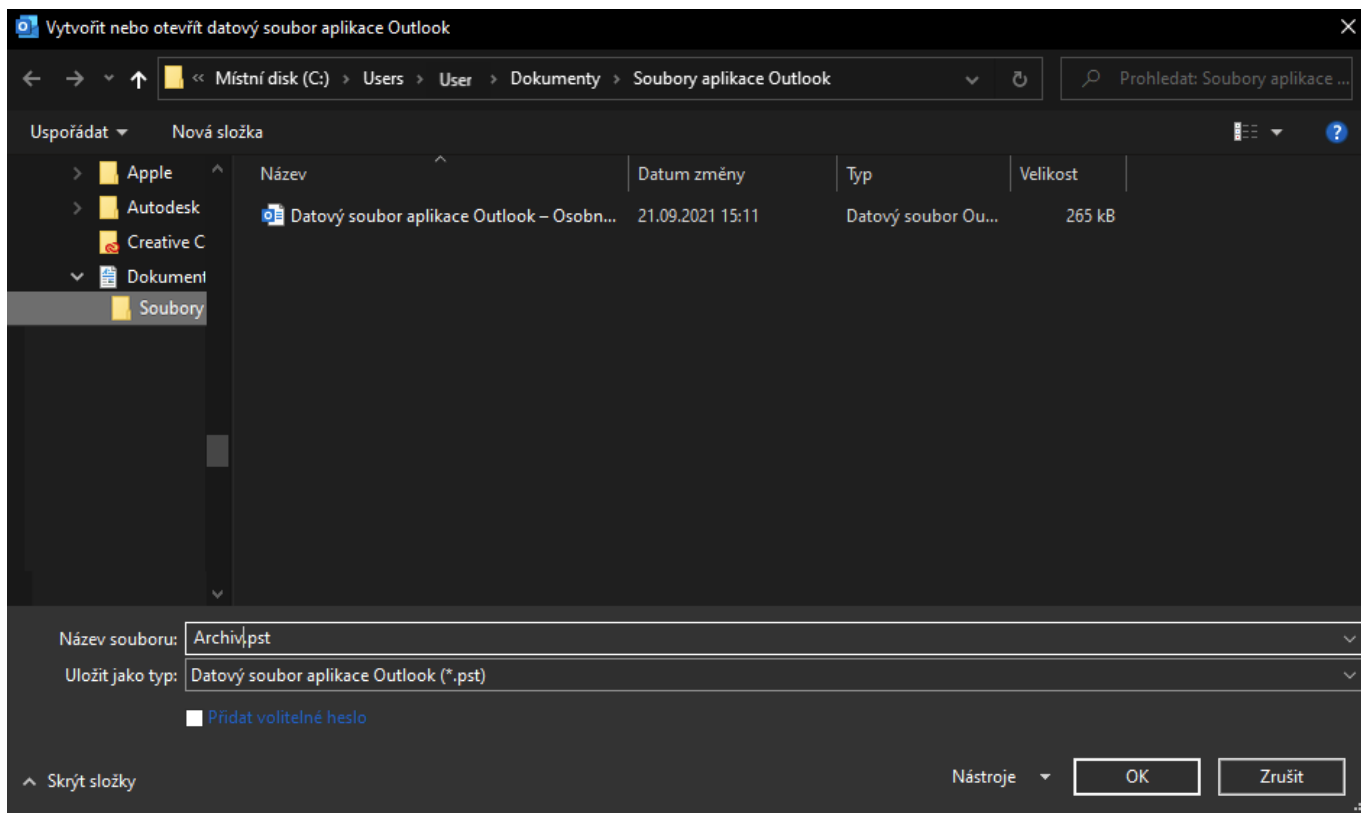 Vytvořit nebo otevřít datový soubor aplikace Outlook
« Místní disk (C:) > Users > User > Dokumenty > Soubory aplikace Outlook
Prohledat: Soubory aplikace ...
Uspořádat Nová složka ?
Název Datum změny Typ Velikost
Apple
Autodesk
Creative C
Dokument
Soubory
Datový soubor aplikace Outlook – Osobn... 21.09.2021 15:11 Datový soubor Ou... 265 kB
Název souboru: Archiv.pst
Uložit jako typ: Datový soubor aplikace Outlook (*.pst)
Přidat volitelné heslo
Skrýt složky Nástroje OK Zrušit